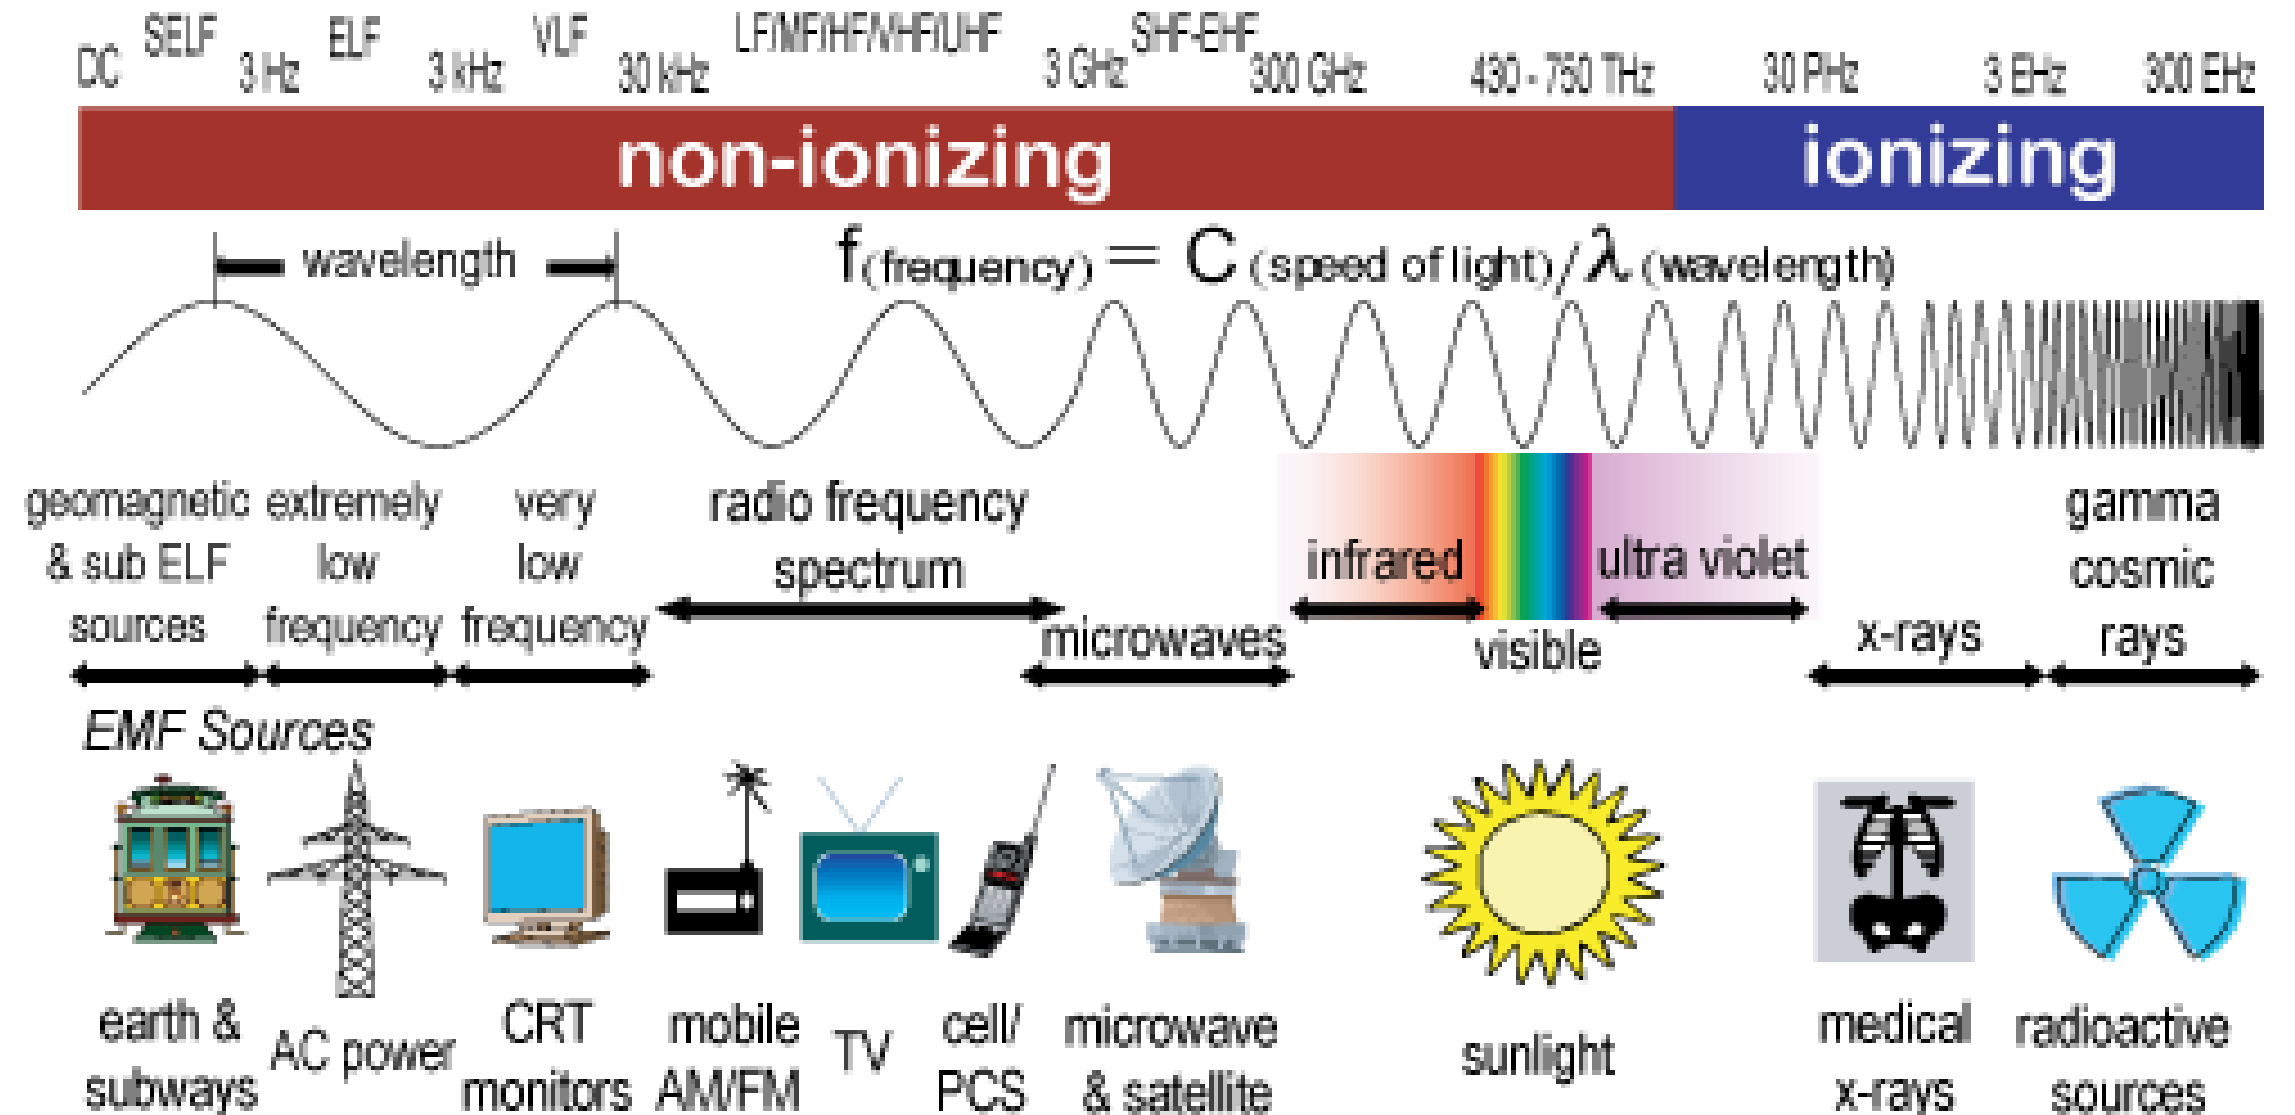 DC SELF 3 Hz ELF 3 kHz VLF 30 kHz LF/MF/HF/VHF/UHF 3 GHz SHF-EHF 300 GHz 430 - 750 THz 30 PHz 3 EHz 300 EHz
non-ionizing ionizing
wavelength
f (frequency) = C (speed of light) / λ (wavelength)
geomagnetic
& sub ELF
sources
extremely
low
frequency
very
low
frequency
radio frequency
spectrum
microwaves
infrared
visible
ultra violet
x-rays
gamma
cosmic
rays
EMF Sources
earth &
subways
AC power
CRT
monitors
mobile
AM/FM
TV
cell/
PCS
microwave
& satellite
sunlight
medical
x-rays
radioactive
sources